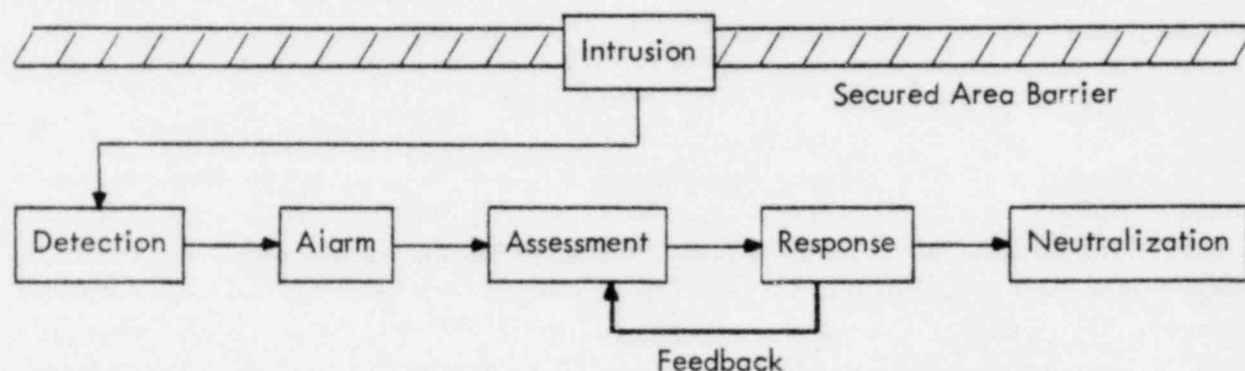 Intrusion
Secured Area Barrier
Detection
Aiarm
Assessment
Response
Neutralization
Feedback